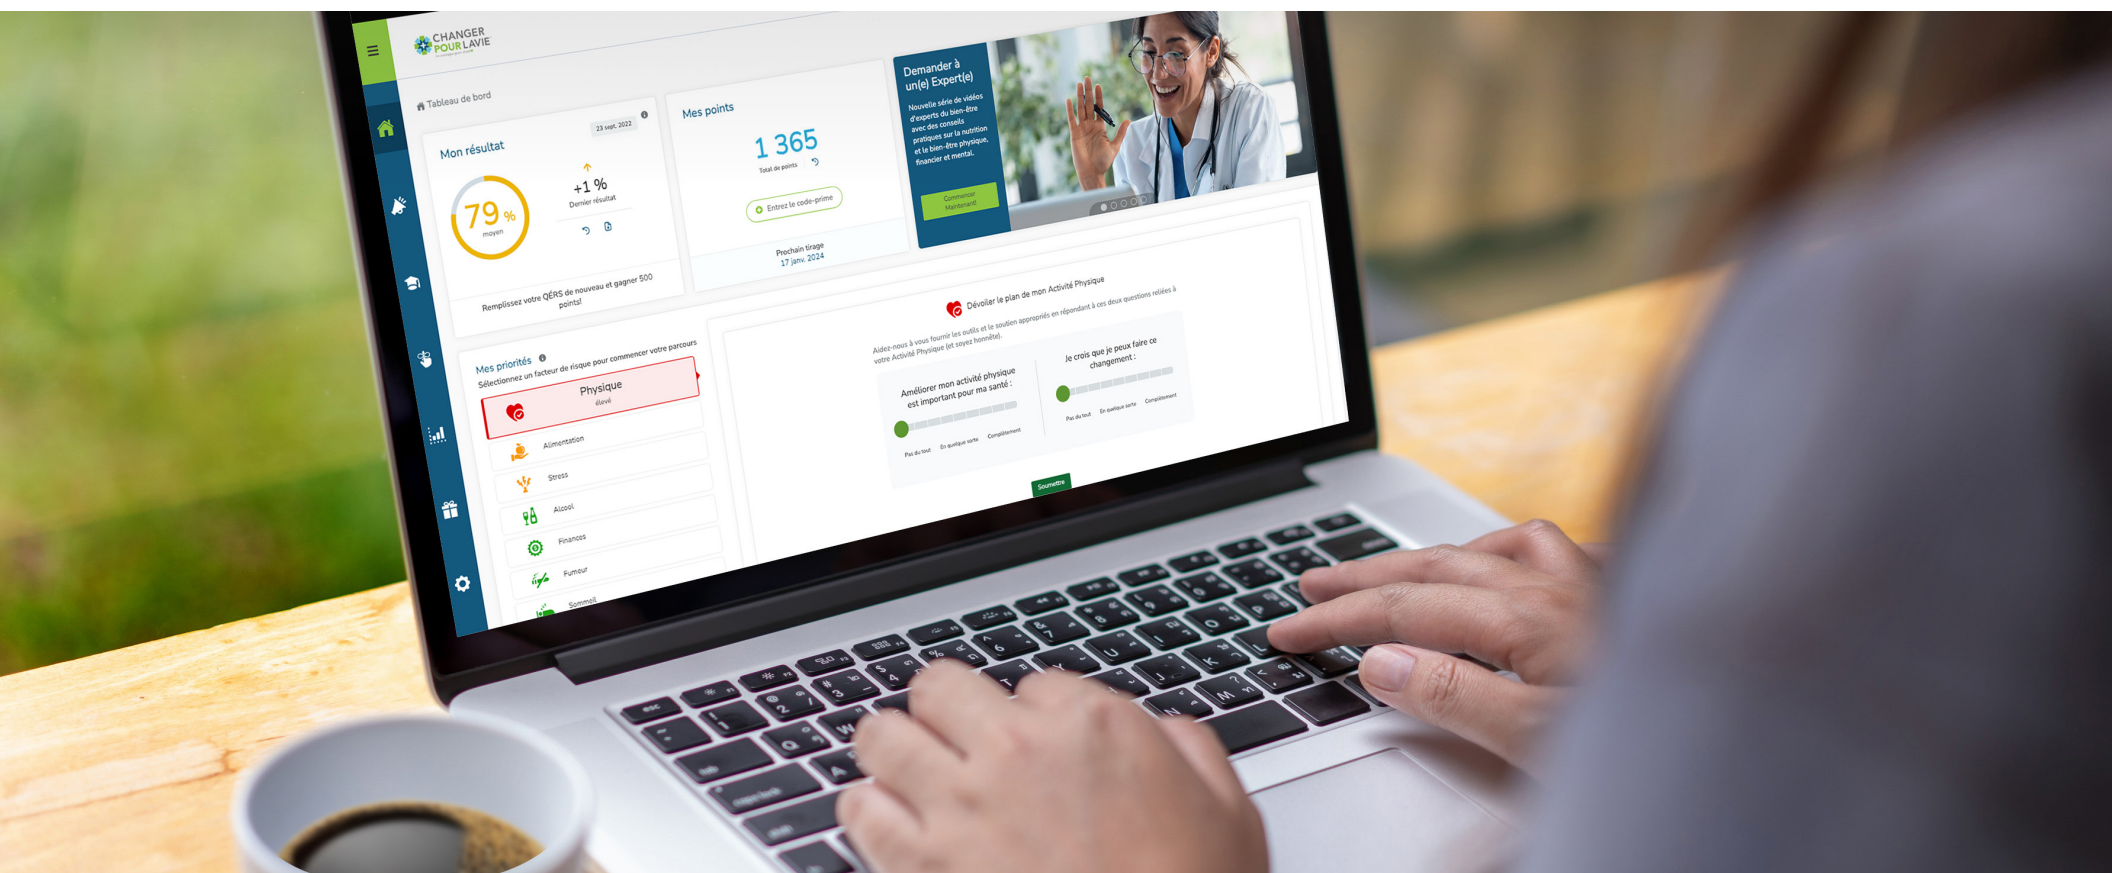 CHANGER
POUR LAVIE
Tableau de bord
Mon résultat
23 sept. 2022
79 %
moyen
+1 %
Dernier résultat
Remplissez votre QÉRS de nouveau et gagner 500
points!
Mes points
1 365
Total de points
Entrez le code-prime
Prochain tirage
17 janv. 2024
Demander à
un(e) Expert(e)
Nouvelle série de vidéos
d'experts du bien-être
avec des conseils
pratiques sur la nutrition
et le bien-être physique,
financier et mental.
Commencer
Maintenant!
Mes priorités
Sélectionnez un facteur de risque pour commencer votre parcours
Physique
élevé
Alimentation
Stress
Alcool
Finances
Fumeur
Sommeil
Dévoiler le plan de mon Activité Physique
Aidez-nous à vous fournir les outils et le soutien appropriés en répondant à ces deux questions reliées à
votre Activité Physique (et soyez honnête).
Améliorer mon activité physique
est important pour ma santé :
Pas du tout En quelque sorte Complètement
Je crois que je peux faire ce
changement :
Pas du tout En quelque sorte Complètement
Soumettre
esc